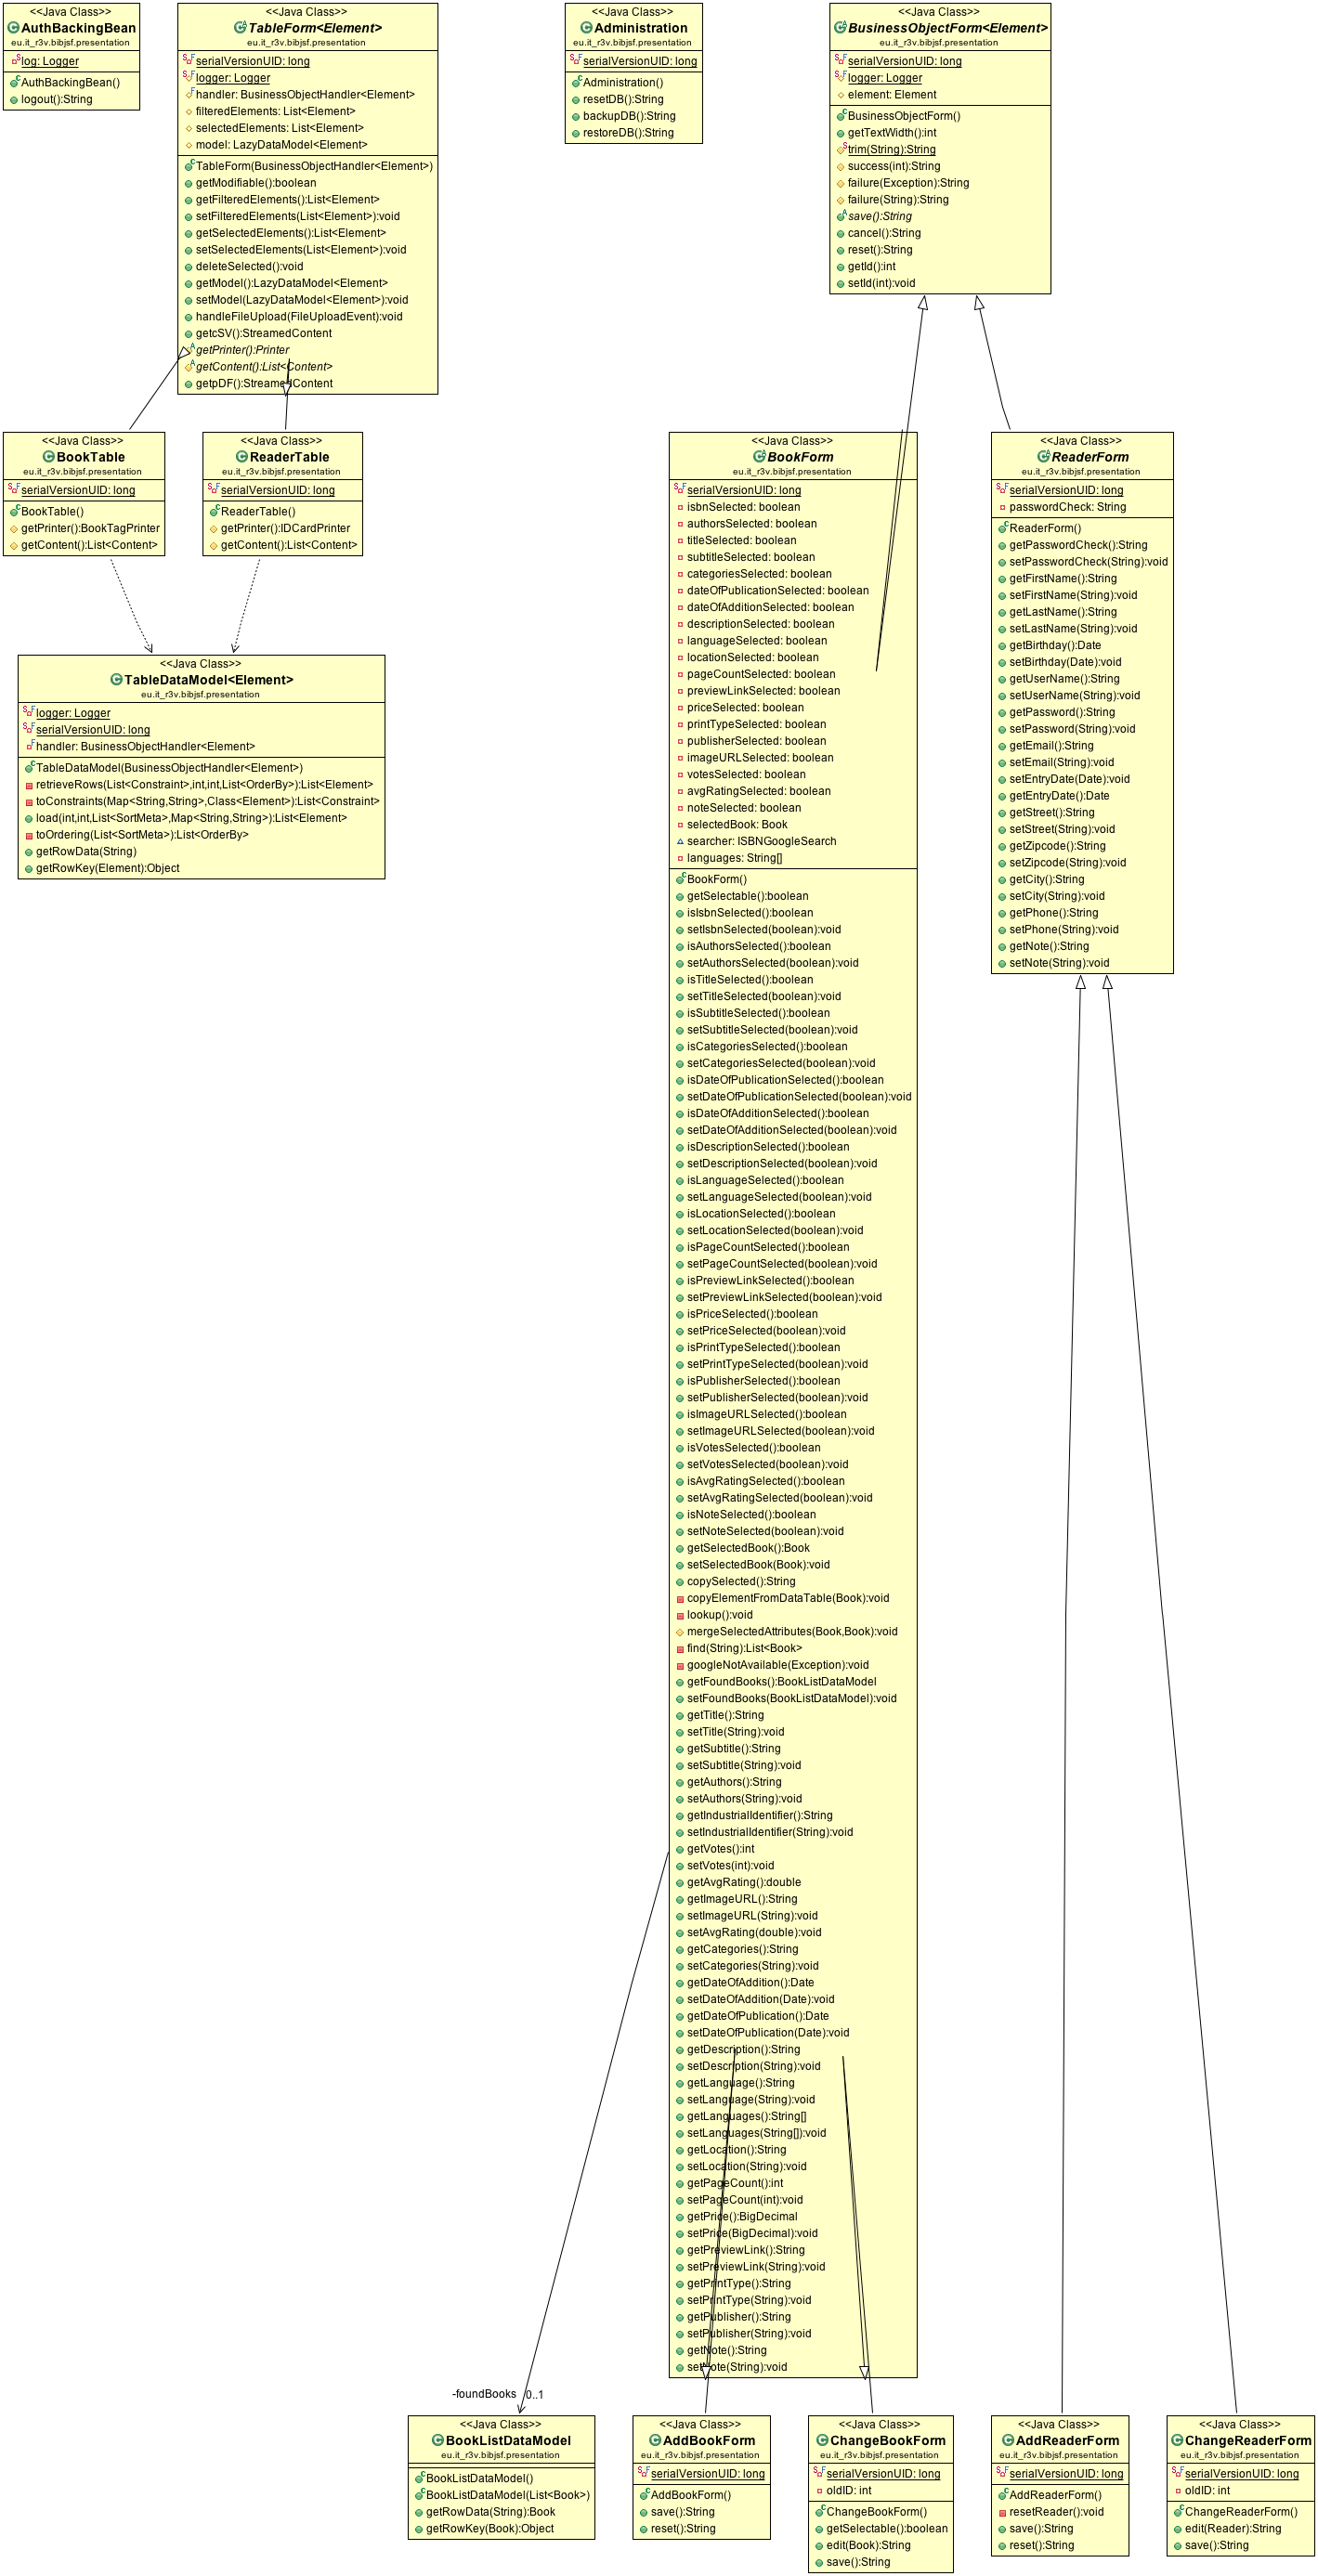 <<Java Class>>
AuthBackingBean
eu.it_r3v.bibjsf.presentation
log: Logger
AuthBackingBean()
logout():String
<<Java Class>>
TableForm<Element>
eu.it_r3v.bibjsf.presentation
serialVersionUID: long
logger: Logger
handler: BusinessObjectHandler<Element>
filteredElements: List<Element>
selectedElements: List<Element>
model: LazyDataModel<Element>
TableForm(BusinessObjectHandler<Element>)
getModifiable():boolean
getFilteredElements():List<Element>
setFilteredElements(List<Element>):void
getSelectedElements():List<Element>
setSelectedElements(List<Element>):void
deleteSelected():void
getModel():LazyDataModel<Element>
setModel(LazyDataModel<Element>):void
handleFileUpload(FileUploadEvent):void
getcSV():StreamedContent
getPrinter():Printer
getContent():List<Content>
getpDF():StreamedContent
<<Java Class>>
Administration
eu.it_r3v.bibjsf.presentation
serialVersionUID: long
Administration()
resetDB():String
backupDB():String
restoreDB():String
<<Java Class>>
BusinessObjectForm<Element>
eu.it_r3v.bibjsf.presentation
serialVersionUID: long
logger: Logger
element: Element
BusinessObjectForm()
getTextWidth():int
trim(String):String
success(int):String
failure(Exception):String
failure(String):String
save():String
cancel():String
reset():String
getId():int
setId(int):void
<<Java Class>>
BookTable
eu.it_r3v.bibjsf.presentation
serialVersionUID: long
BookTable()
getPrinter():BookTagPrinter
getContent():List<Content>
<<Java Class>>
ReaderTable
eu.it_r3v.bibjsf.presentation
serialVersionUID: long
ReaderTable()
getPrinter():IDCardPrinter
getContent():List<Content>
<<Java Class>>
TableDataModel<Element>
eu.it_r3v.bibjsf.presentation
logger: Logger
serialVersionUID: long
handler: BusinessObjectHandler<Element>
TableDataModel(BusinessObjectHandler<Element>)
retrieveRows(List<Constraint>,int,int,List<OrderBy>):List<Element>
toConstraints(Map<String,String>,Class<Element>):List<Constraint>
load(int,int,List<SortMeta>,Map<String,String>):List<Element>
toOrdering(List<SortMeta>):List<OrderBy>
getRowData(String)
getRowKey(Element):Object
<<Java Class>>
BookForm
eu.it_r3v.bibjsf.presentation
serialVersionUID: long
isbnSelected: boolean
authorsSelected: boolean
titleSelected: boolean
subtitleSelected: boolean
categoriesSelected: boolean
dateOfPublicationSelected: boolean
dateOfAdditionSelected: boolean
descriptionSelected: boolean
languageSelected: boolean
locationSelected: boolean
pageCountSelected: boolean
previewLinkSelected: boolean
priceSelected: boolean
printTypeSelected: boolean
publisherSelected: boolean
imageURLSelected: boolean
votesSelected: boolean
avgRatingSelected: boolean
noteSelected: boolean
selectedBook: Book
searcher: ISBNGoogleSearch
languages: String[]
BookForm()
getSelectable():boolean
isIsbnSelected():boolean
setIsbnSelected(boolean):void
isAuthorsSelected():boolean
setAuthorsSelected(boolean):void
isTitleSelected():boolean
setTitleSelected(boolean):void
isSubtitleSelected():boolean
setSubtitleSelected(boolean):void
isCategoriesSelected():boolean
setCategoriesSelected(boolean):void
isDateOfPublicationSelected():boolean
setDateOfPublicationSelected(boolean):void
isDateOfAdditionSelected():boolean
setDateOfAdditionSelected(boolean):void
isDescriptionSelected():boolean
setDescriptionSelected(boolean):void
isLanguageSelected():boolean
setLanguageSelected(boolean):void
isLocationSelected():boolean
setLocationSelected(boolean):void
isPageCountSelected():boolean
setPageCountSelected(boolean):void
isPreviewLinkSelected():boolean
setPreviewLinkSelected(boolean):void
isPriceSelected():boolean
setPriceSelected(boolean):void
isPrintTypeSelected():boolean
setPrintTypeSelected(boolean):void
isPublisherSelected():boolean
setPublisherSelected(boolean):void
isImageURLSelected():boolean
setImageURLSelected(boolean):void
isVotesSelected():boolean
setVotesSelected(boolean):void
isAvgRatingSelected():boolean
setAvgRatingSelected(boolean):void
isNoteSelected():boolean
setNoteSelected(boolean):void
getSelectedBook():Book
setSelectedBook(Book):void
copySelected():String
copyElementFromDataTable(Book):void
lookup():void
mergeSelectedAttributes(Book,Book):void
find(String):List<Book>
googleNotAvailable(Exception):void
getFoundBooks():BookListDataModel
setFoundBooks(BookListDataModel):void
getTitle():String
setTitle(String):void
getSubtitle():String
setSubtitle(String):void
getAuthors():String
setAuthors(String):void
getIndustrialIdentifier():String
setIndustrialIdentifier(String):void
getVotes():int
setVotes(int):void
getAvgRating():double
getImageURL():String
setImageURL(String):void
setAvgRating(double):void
getCategories():String
setCategories(String):void
getDateOfAddition():Date
setDateOfAddition(Date):void
getDateOfPublication():Date
setDateOfPublication(Date):void
getDescription():String
setDescription(String):void
getLanguage():String
setLanguage(String):void
getLanguages():String[]
setLanguages(String[]):void
getLocation():String
setLocation(String):void
getPageCount():int
setPageCount(int):void
getPrice():BigDecimal
setPrice(BigDecimal):void
getPreviewLink():String
setPreviewLink(String):void
getPrintType():String
setPrintType(String):void
getPublisher():String
setPublisher(String):void
getNote():String
setNote(String):void
<<Java Class>>
ReaderForm
eu.it_r3v.bibjsf.presentation
serialVersionUID: long
passwordCheck: String
ReaderForm()
getPasswordCheck():String
setPasswordCheck(String):void
getFirstName():String
setFirstName(String):void
getLastName():String
setLastName(String):void
getBirthday():Date
setBirthday(Date):void
getUserName():String
setUserName(String):void
getPassword():String
setPassword(String):void
getEmail():String
setEmail(String):void
setEntryDate(Date):void
getEntryDate():Date
getStreet():String
setStreet(String):void
getZipcode():String
setZipcode(String):void
getCity():String
setCity(String):void
getPhone():String
setPhone(String):void
getNote():String
setNote(String):void
-foundBooks 0..1
<<Java Class>>
BookListDataModel
eu.it_r3v.bibjsf.presentation
BookListDataModel()
BookListDataModel(List<Book>)
getRowData(String):Book
getRowKey(Book):Object
<<Java Class>>
AddBookForm
eu.it_r3v.bibjsf.presentation
serialVersionUID: long
AddBookForm()
save():String
reset():String
<<Java Class>>
ChangeBookForm
eu.it_r3v.bibjsf.presentation
serialVersionUID: long
oldID: int
ChangeBookForm()
getSelectable():boolean
edit(Book):String
save():String
<<Java Class>>
AddReaderForm
eu.it_r3v.bibjsf.presentation
serialVersionUID: long
AddReaderForm()
resetReader():void
save():String
reset():String
<<Java Class>>
ChangeReaderForm
eu.it_r3v.bibjsf.presentation
serialVersionUID: long
oldID: int
ChangeReaderForm()
edit(Reader):String
save():String